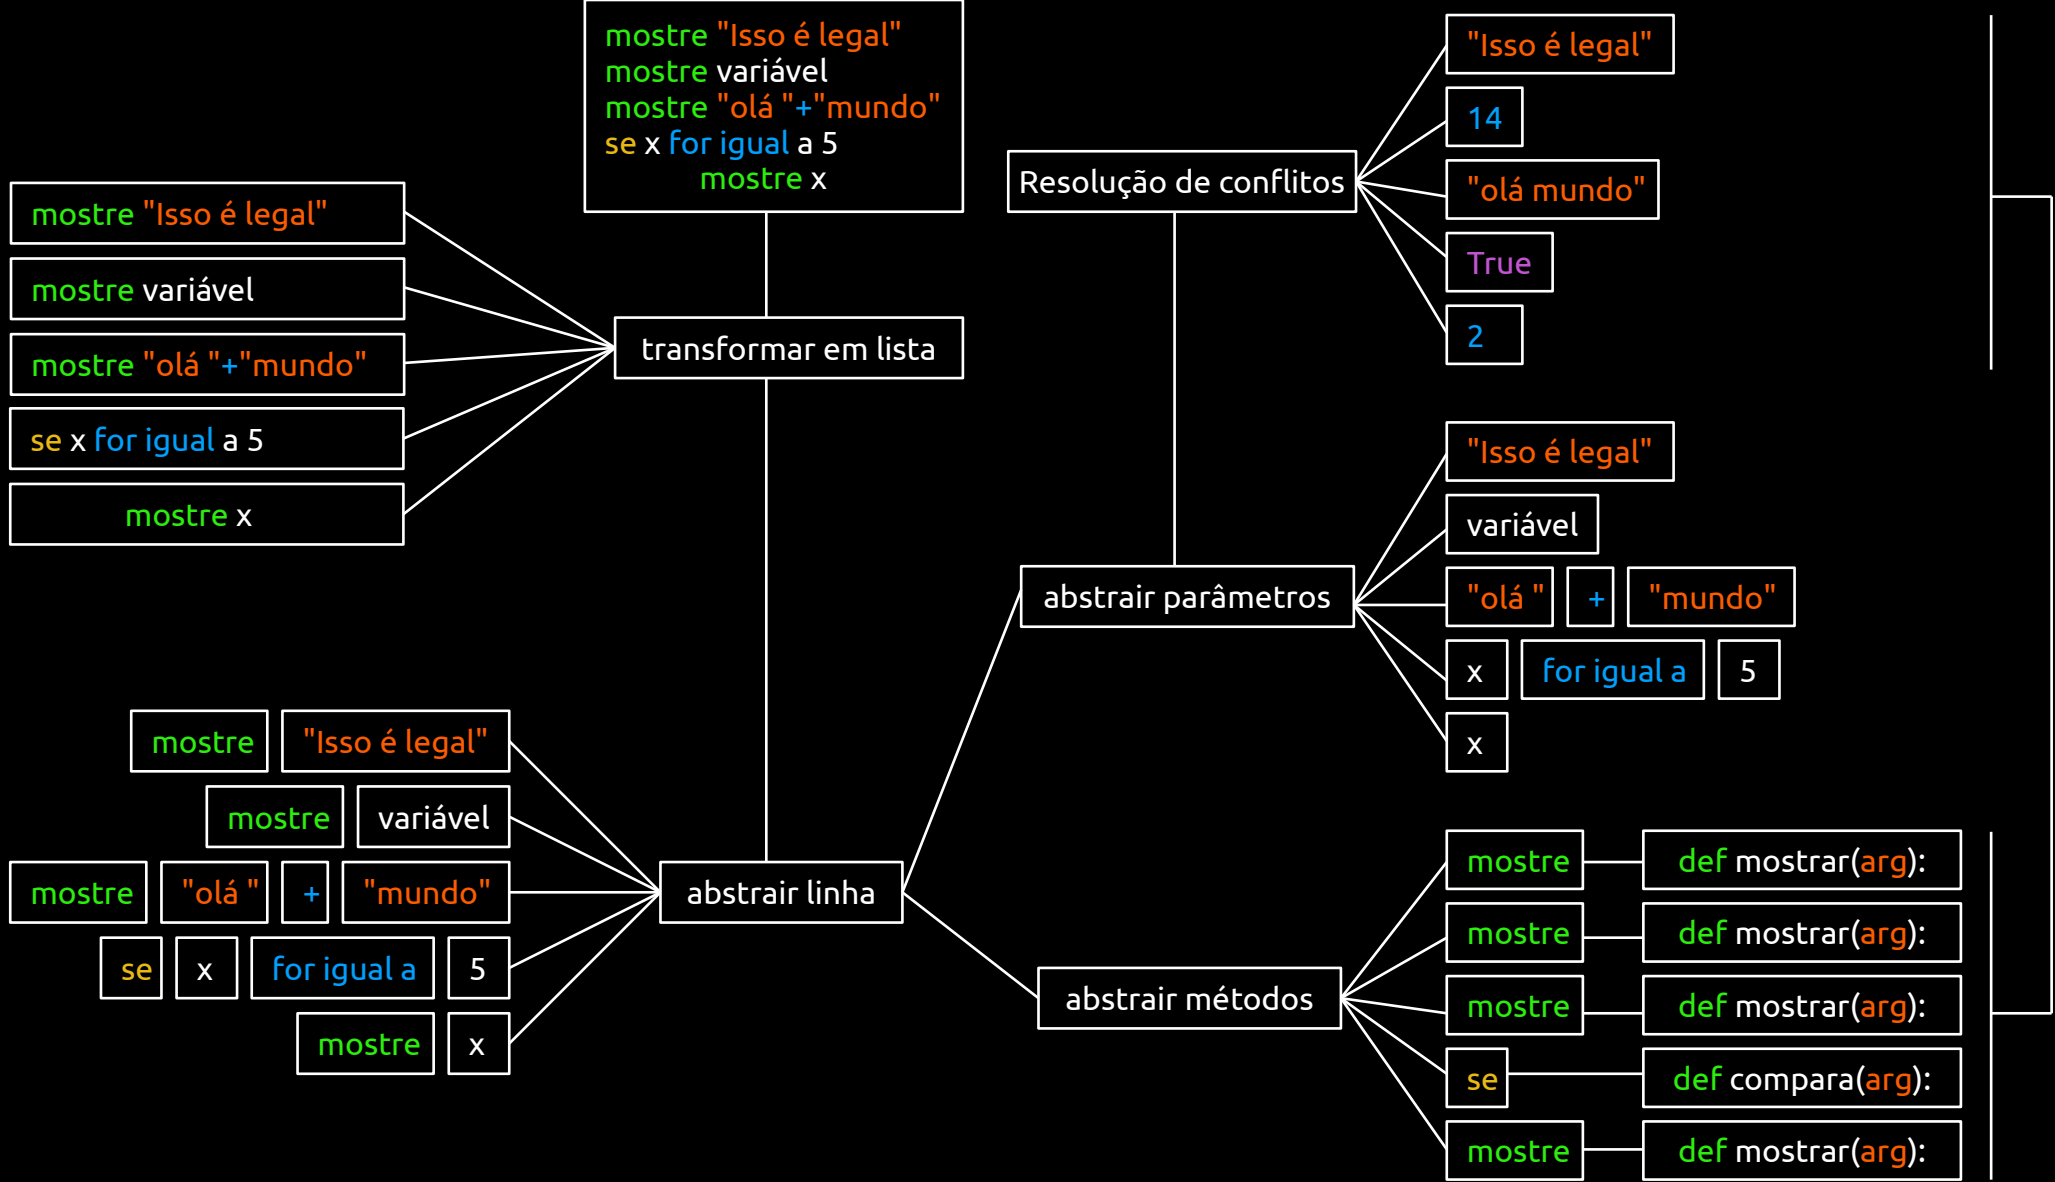 mostre "Isso é legal"
mostre variável
mostre "olá "+"mundo"
se x for igual a 5
mostre x
transformar em lista
mostre "Isso é legal"
mostre variável
mostre "olá "+"mundo"
se x for igual a 5
mostre x
abstrair linha
mostre "Isso é legal"
mostre variável
mostre "olá " + "mundo"
se x for igual a 5
mostre x
Resolução de conflitos
"Isso é legal"
14
"olá mundo"
True
2
abstrair parâmetros
"Isso é legal"
variável
"olá " + "mundo"
x for igual a 5
x
abstrair métodos
mostre def mostrar(arg):
mostre def mostrar(arg):
mostre def mostrar(arg):
se def compara(arg):
mostre def mostrar(arg):